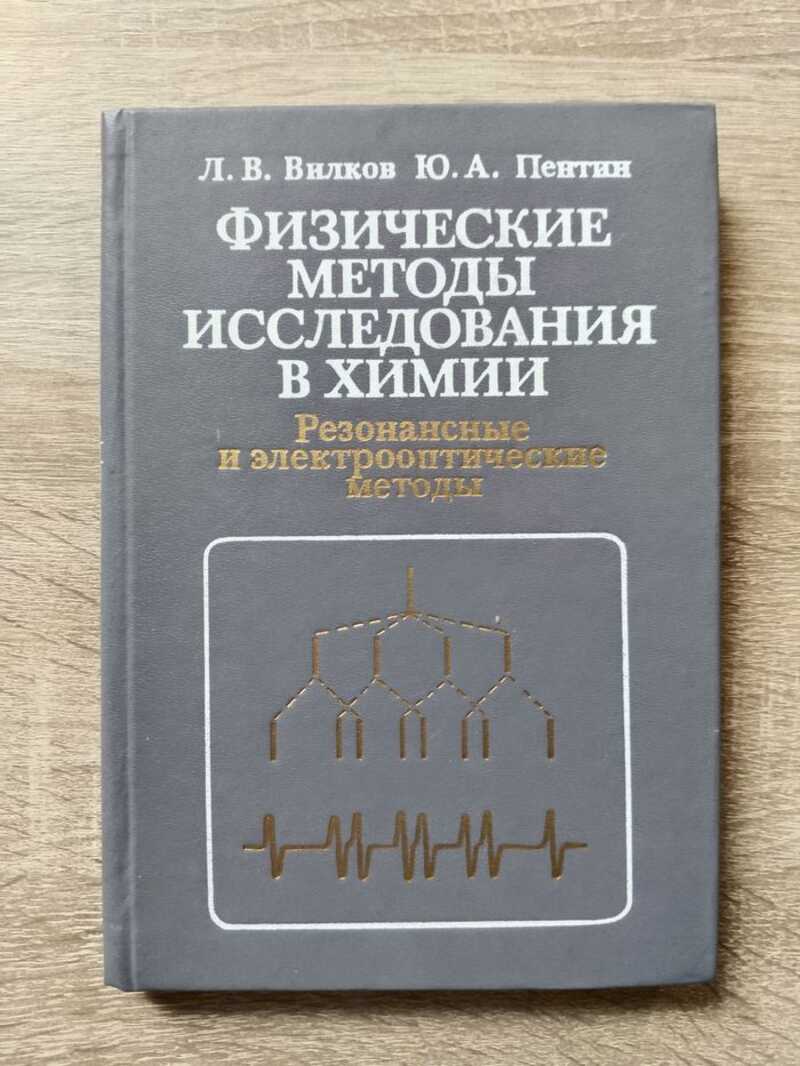 Л. В. Вилков Ю. А. Пентин
ФИЗИЧЕСКИЕ
МЕТОДЫ
ИССЛЕДОВАНИЯ
В ХИМИИ
Резонансные
и электрооптические
методы